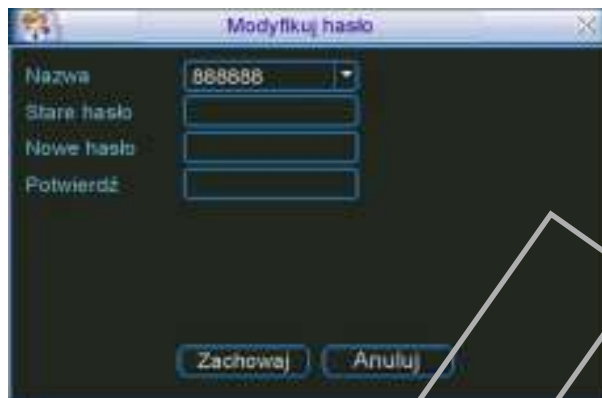 Modyfikuj hasło
Nazwa 888888
Stare hasło
Nowe hasło
Potwierdź
Zachowaj Anuluj